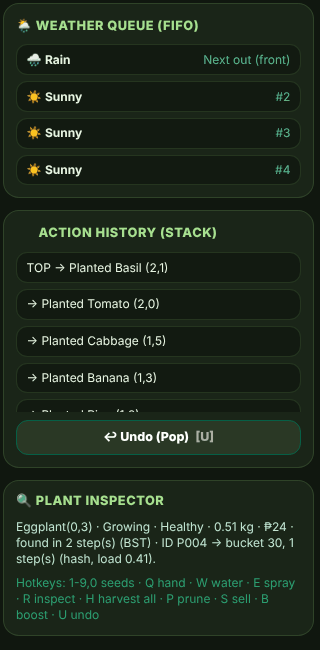 🌦️ WEATHER QUEUE (FIFO)
🌧️ Rain Next out (front)
☀️ Sunny #2
☀️ Sunny #3
☀️ Sunny #4
ACTION HISTORY (STACK)
TOP → Planted Basil (2,1)
→ Planted Tomato (2,0)
→ Planted Cabbage (1,5)
→ Planted Banana (1,3)
→ Planted
↩ Undo (Pop) [U]
🔍 PLANT INSPECTOR
Eggplant(0,3) · Growing · Healthy · 0.51 kg · ₱24 ·
found in 2 step(s) (BST) · ID P004 → bucket 30, 1
step(s) (hash, load 0.41).
Hotkeys: 1-9,0 seeds · Q hand · W water · E spray
· R inspect · H harvest all · P prune · S sell · B
boost · U undo